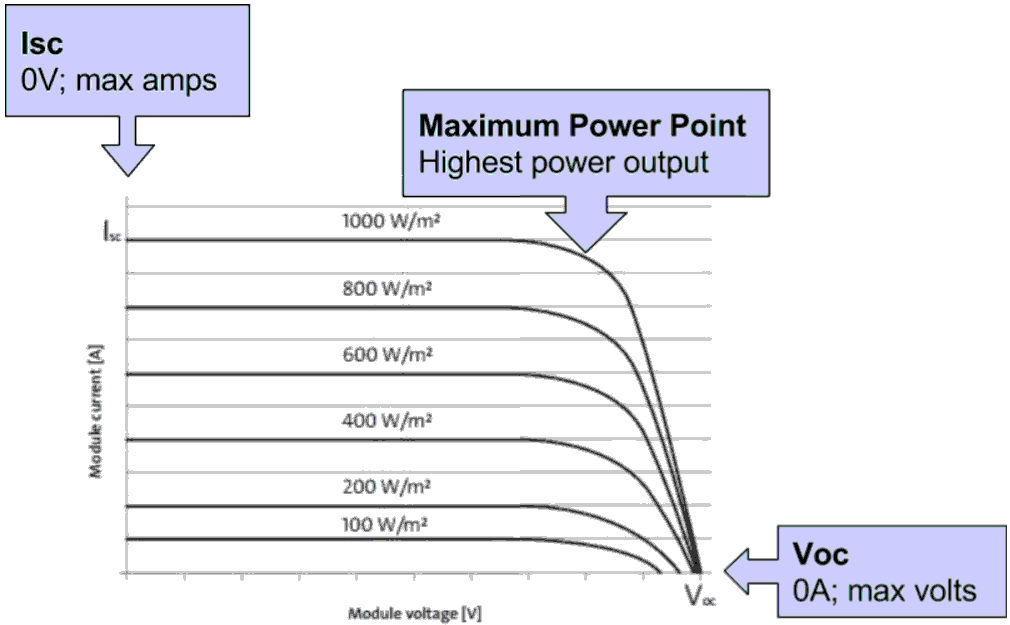 Isc
0V; max amps
Maximum Power Point
Highest power output
Isc
1000 W/m²
800 W/m²
600 W/m²
400 W/m²
200 W/m²
100 W/m²
Module current [A]
Voc
0A; max volts
Voc
Module voltage [V]